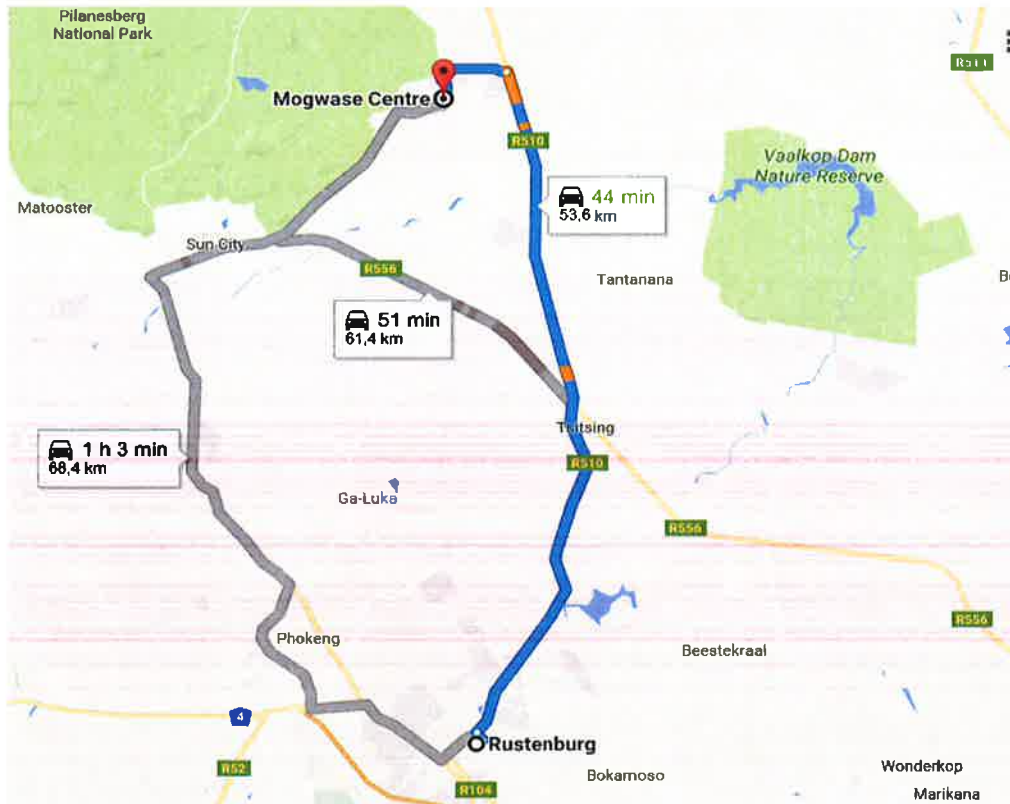 Pilanesberg
National Park
R511
Mogwase Centre
R510
Vaalkop Dam
Nature Reserve
44 min
53,6 km
Matooster
Sun City
R556
Tantanana
51 min
61,4 km
Tsitsing
1 h 3 min
68,4 km
R510
Ga-Luka
R556
R556
Phokeng
Beestekraal
4
Rustenburg
R52
Bokamoso
Wonderkop
R104
Marikana